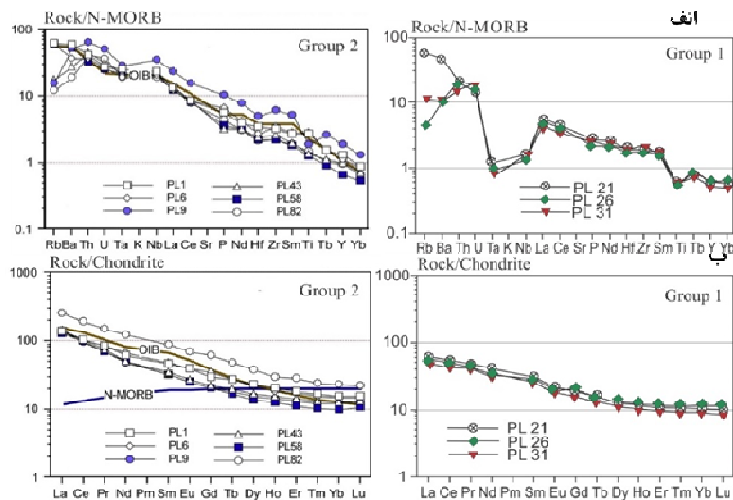 الف
Rock/N-MORB
Group 2
100
10
1
0.1
OIB
Rb Ba Th U Ta K Nb La Ce Sr P Nd Hf Zr Sm Ti Tb Y Yb
PL1
PL6
PL9
PL43
PL58
PL82
Rock/N-MORB
Group 1
100
10
1
0.1
PL 21
PL 26
PL 31
Rb Ba Th U Ta K Nb La Ce Sr P Nd Hf Zr Sm Ti Tb Y Yb
ب
Rock/Chondrite
Group 2
1000
100
10
1
OIB
N-MORB
PL1
PL6
PL9
PL43
PL58
PL82
La Ce Pr Nd Pm Sm Eu Gd Tb Dy Ho Er Tm Yb Lu
Rock/Chondrite
Group 1
1000
100
10
1
PL 21
PL 26
PL 31
La Ce Pr Nd Pm Sm Eu Gd Tb Dy Ho Er Tm Yb Lu